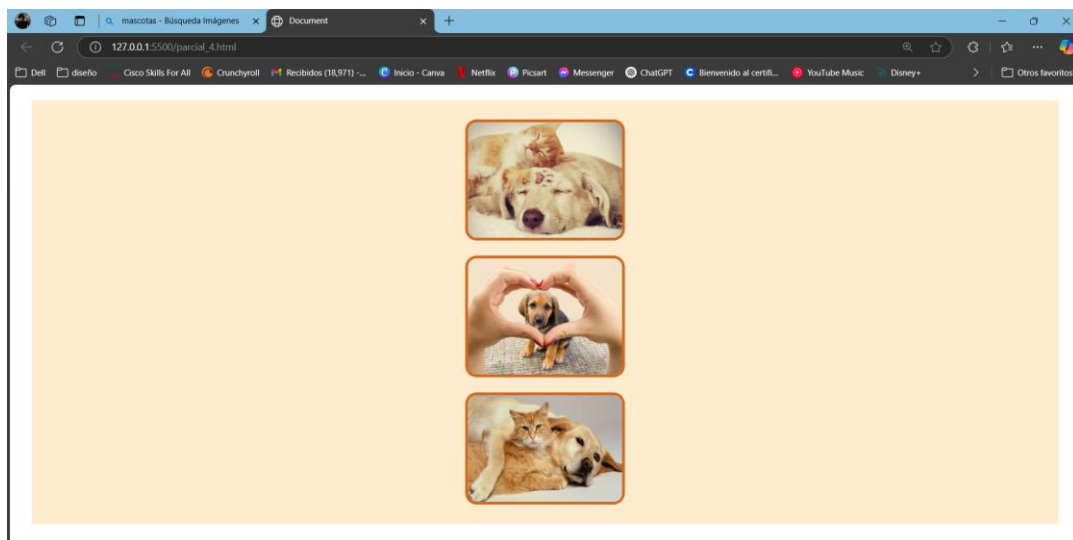 mascotas - Búsqueda Imágenes
Document
127.0.0.1:5500/parcial_4.html
Dell
diseño
Cisco Skills For All
Crunchyroll
Recibidos (18,971) -...
Inicio - Canva
Netflix
Picsart
Messenger
ChatGPT
Bienvenido al certifi...
YouTube Music
Disney+
Otros favoritos